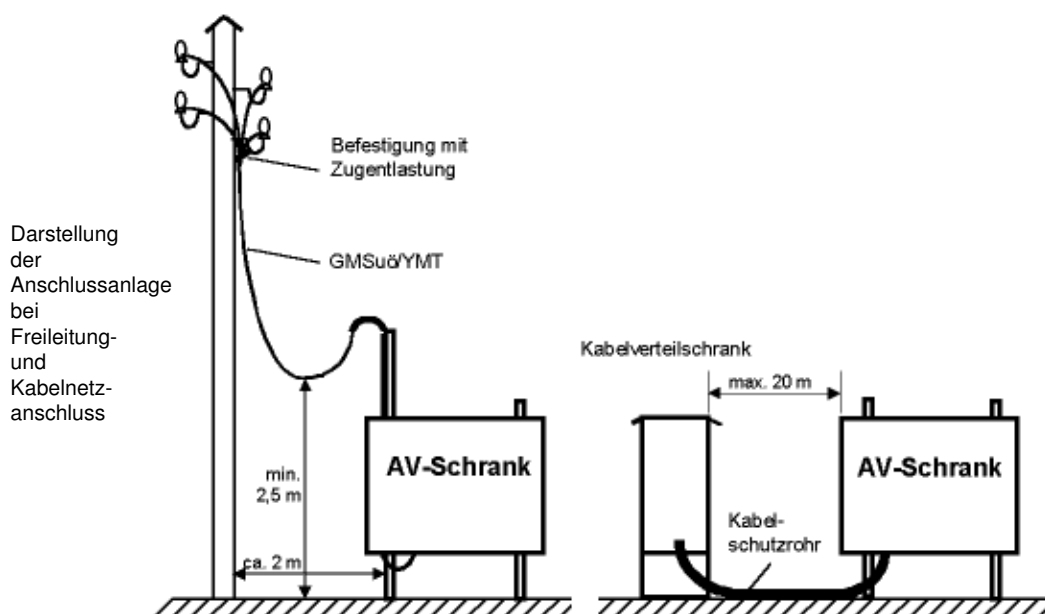 Darstellung
der
Anschlussanlage
bei
Freileitung-
und
Kabelnetz-
anschluss
Befestigung mit
Zugentlastung
GMSuö/YMT
min.
2,5 m
ca. 2 m
AV-Schrank
Kabelverteilschrank
max. 20 m
AV-Schrank
Kabel-
schutzrohr